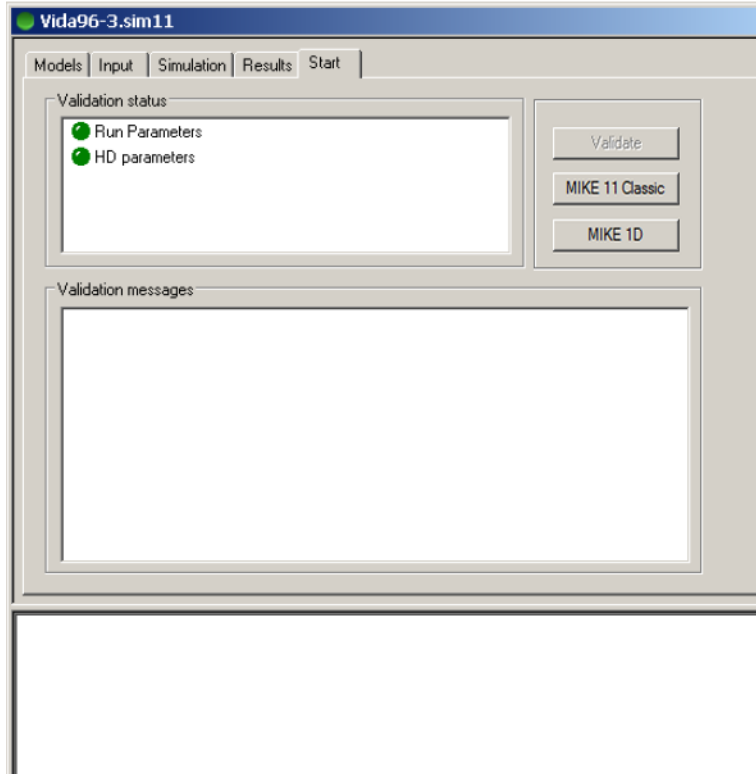 Vida96-3.sim11
Models Input Simulation Results Start
Validation status
Run Parameters
HD parameters
Validate
MIKE 11 Classic
MIKE 1D
Validation messages